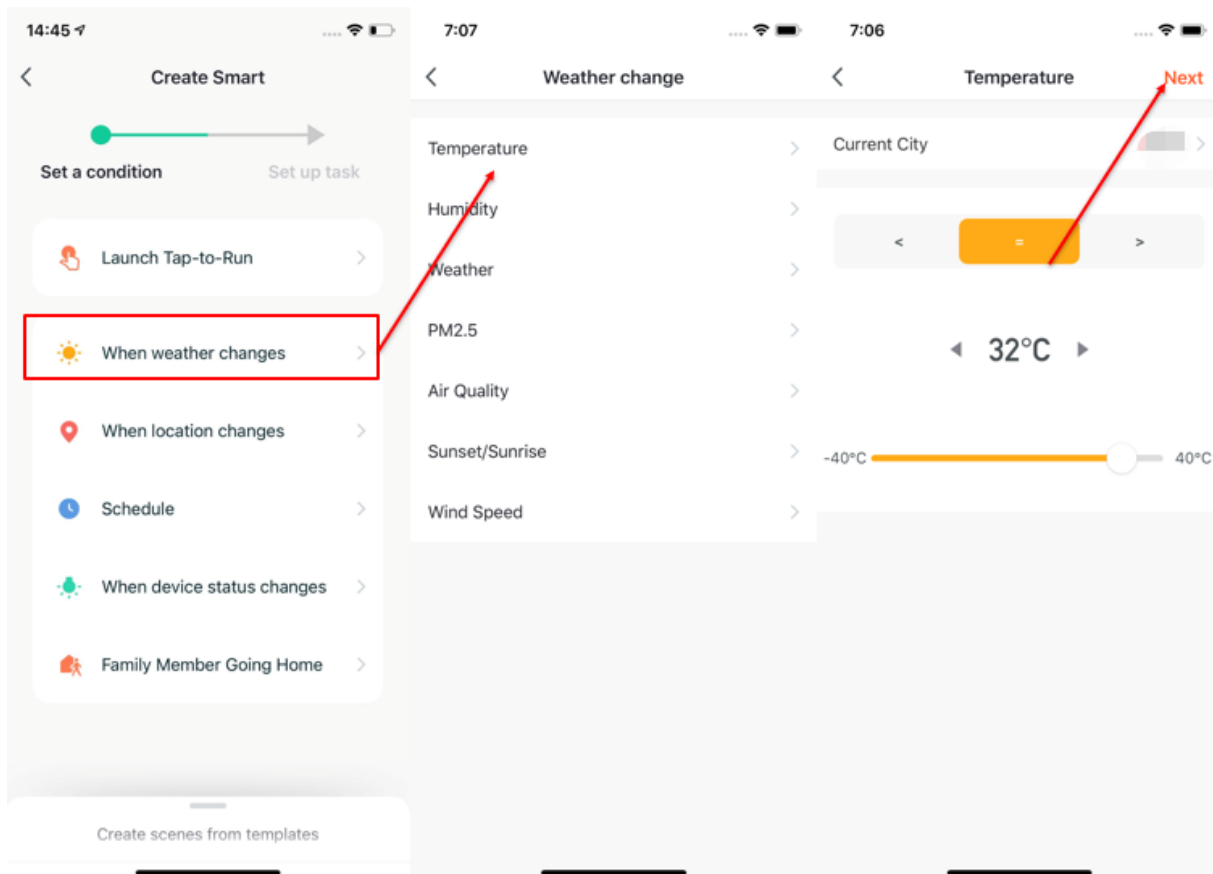 14:45
Create Smart
Set a condition
Set up task
Launch Tap-to-Run
When weather changes
When location changes
Schedule
When device status changes
Family Member Going Home
Create scenes from templates
7:07
Weather change
Temperature
Humidity
Weather
PM2.5
Air Quality
Sunset/Sunrise
Wind Speed
7:06
Temperature
Next
Current City
< = >
32°C
-40°C
40°C